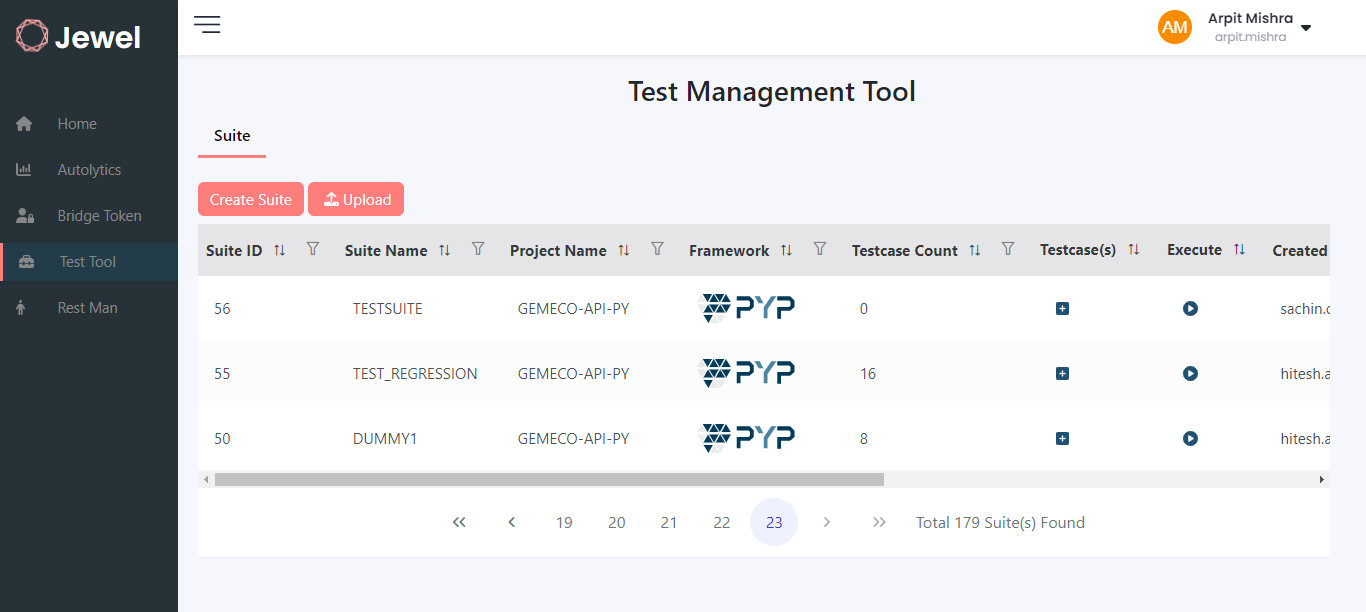 Jewel
AM
Arpit Mishra
arpit.mishra
Home
Autolytics
Bridge Token
Test Tool
Rest Man
Test Management Tool
Suite
Create Suite Upload
Suite ID Suite Name Project Name Framework Testcase Count Testcase(s) Execute Created
56 TESTSUITE GEMECO-API-PY PYP 0 sachin.c
55 TEST_REGRESSION GEMECO-API-PY PYP 16 hitesh.a
50 DUMMY1 GEMECO-API-PY PYP 8 hitesh.a
19 20 21 22 23 Total 179 Suite(s) Found